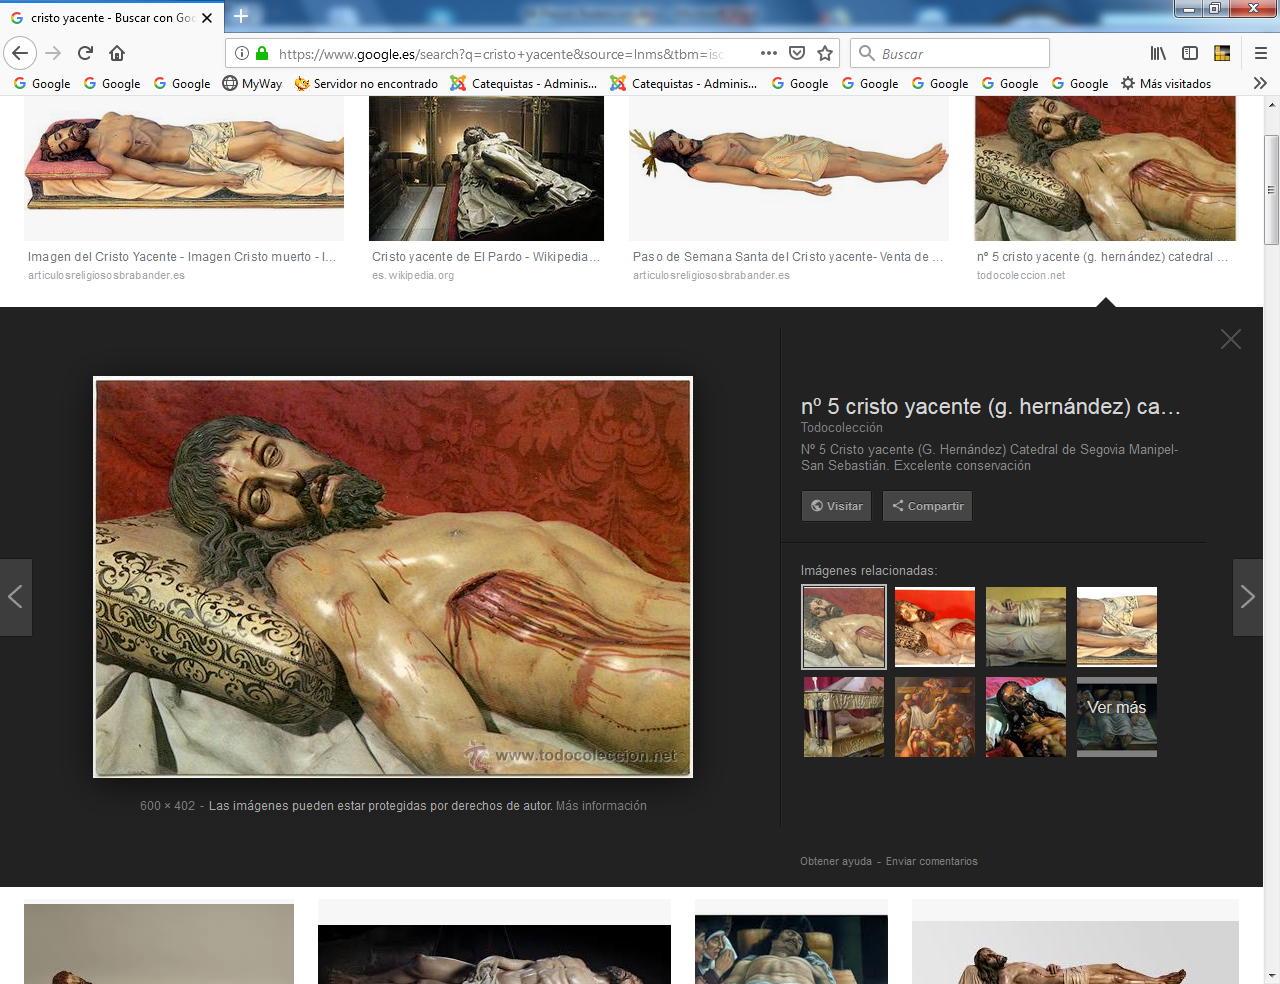 cristo yacente - Buscar con Goo
https://www.google.es/search?q=cristo+yacente&source=lnms&tbm=isc
Buscar
Google
Google
Google
MyWay
Servidor no encontrado
Catequistas - Adminis...
Catequistas - Adminis...
Google
Google
Google
Google
Google
Más visitados
Imagen del Cristo Yacente - Imagen Cristo muerto - I...
articulosreligiososbrabander.es
Cristo yacente de El Pardo - Wikipedia...
es.wikipedia.org
Paso de Semana Santa del Cristo yacente- Venta de ...
articulosreligiososbrabander.es
nº 5 cristo yacente (g. hernández) catedral ...
todocoleccion.net
www.todocoleccion.net
600 × 402 - Las imágenes pueden estar protegidas por derechos de autor. Más información
nº 5 cristo yacente (g. hernández) ca...
Todocolección
Nº 5 Cristo yacente (G. Hernández) Catedral de Segovia Manipel-
San Sebastián. Excelente conservación
Visitar
Compartir
Imágenes relacionadas:
Ver más
Obtener ayuda - Enviar comentarios